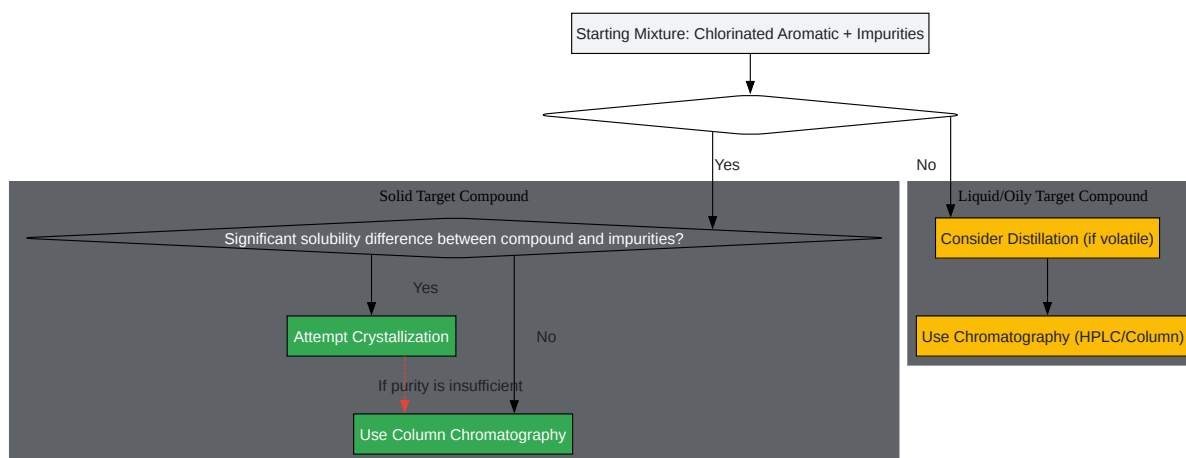 Starting Mixture: Chlorinated Aromatic + Impurities
Yes
No
Solid Target Compound
Liquid/Oily Target Compound
Significant solubility difference between compound and impurities?
Consider Distillation (if volatile)
Yes
Attempt Crystallization
No
Use Chromatography (HPLC/Column)
If purity is insufficient
Use Column Chromatography